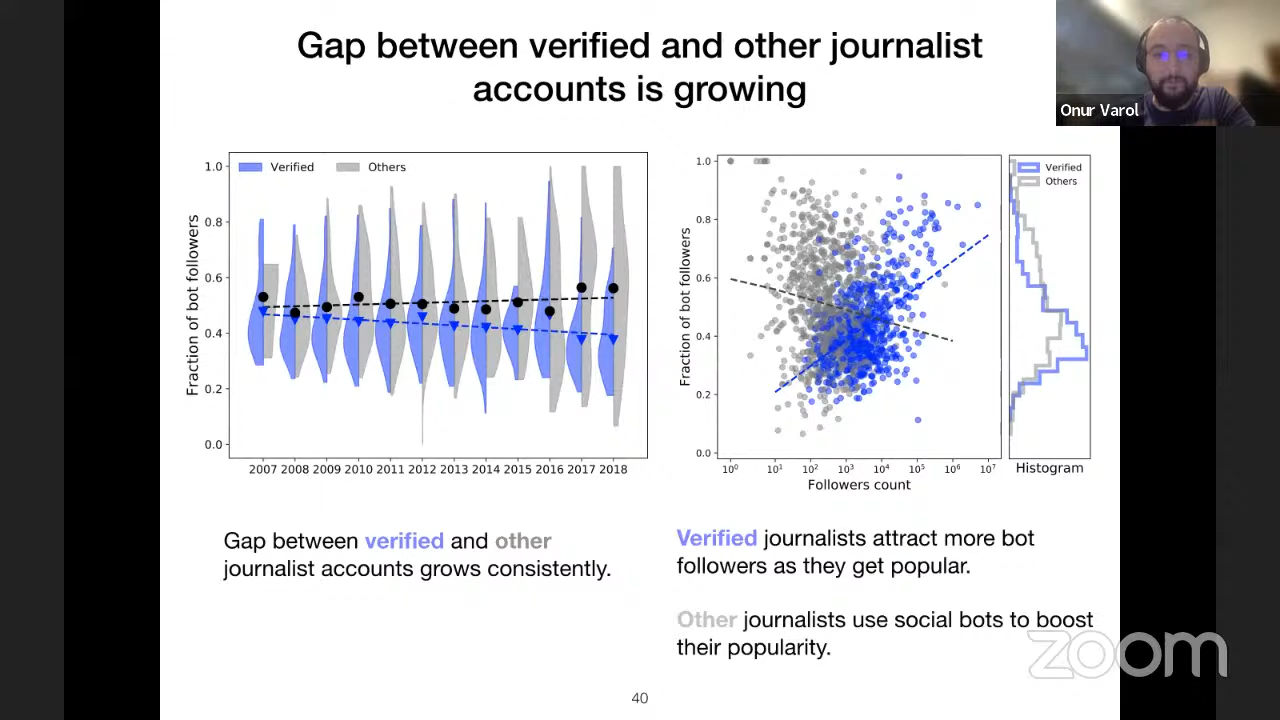 Gap between verified and other journalist
accounts is growing
Onur Varol
Verified Others
Fraction of bot followers
1.0
0.8
0.6
0.4
0.2
0.0
2007 2008 2009 2010 2011 2012 2013 2014 2015 2016 2017 2018
Fraction of bot followers
1.0
0.8
0.6
0.4
0.2
0.0
10⁰ 10¹ 10² 10³ 10⁴ 10⁵ 10⁶ 10⁷
Followers count
Verified
Others
Histogram
Gap between verified and other
journalist accounts grows consistently.
Verified journalists attract more bot
followers as they get popular.
Other journalists use social bots to boost
their popularity.
zoom
40